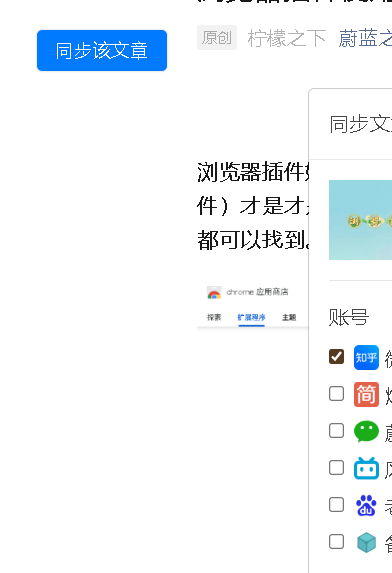 同步该文章
原创 柠檬之下 蔚蓝之
同步文
浏览器插件
件）才是才
都可以找到。
chrome 应用商店
探索 扩展程序 主题
账号
知乎
简
du